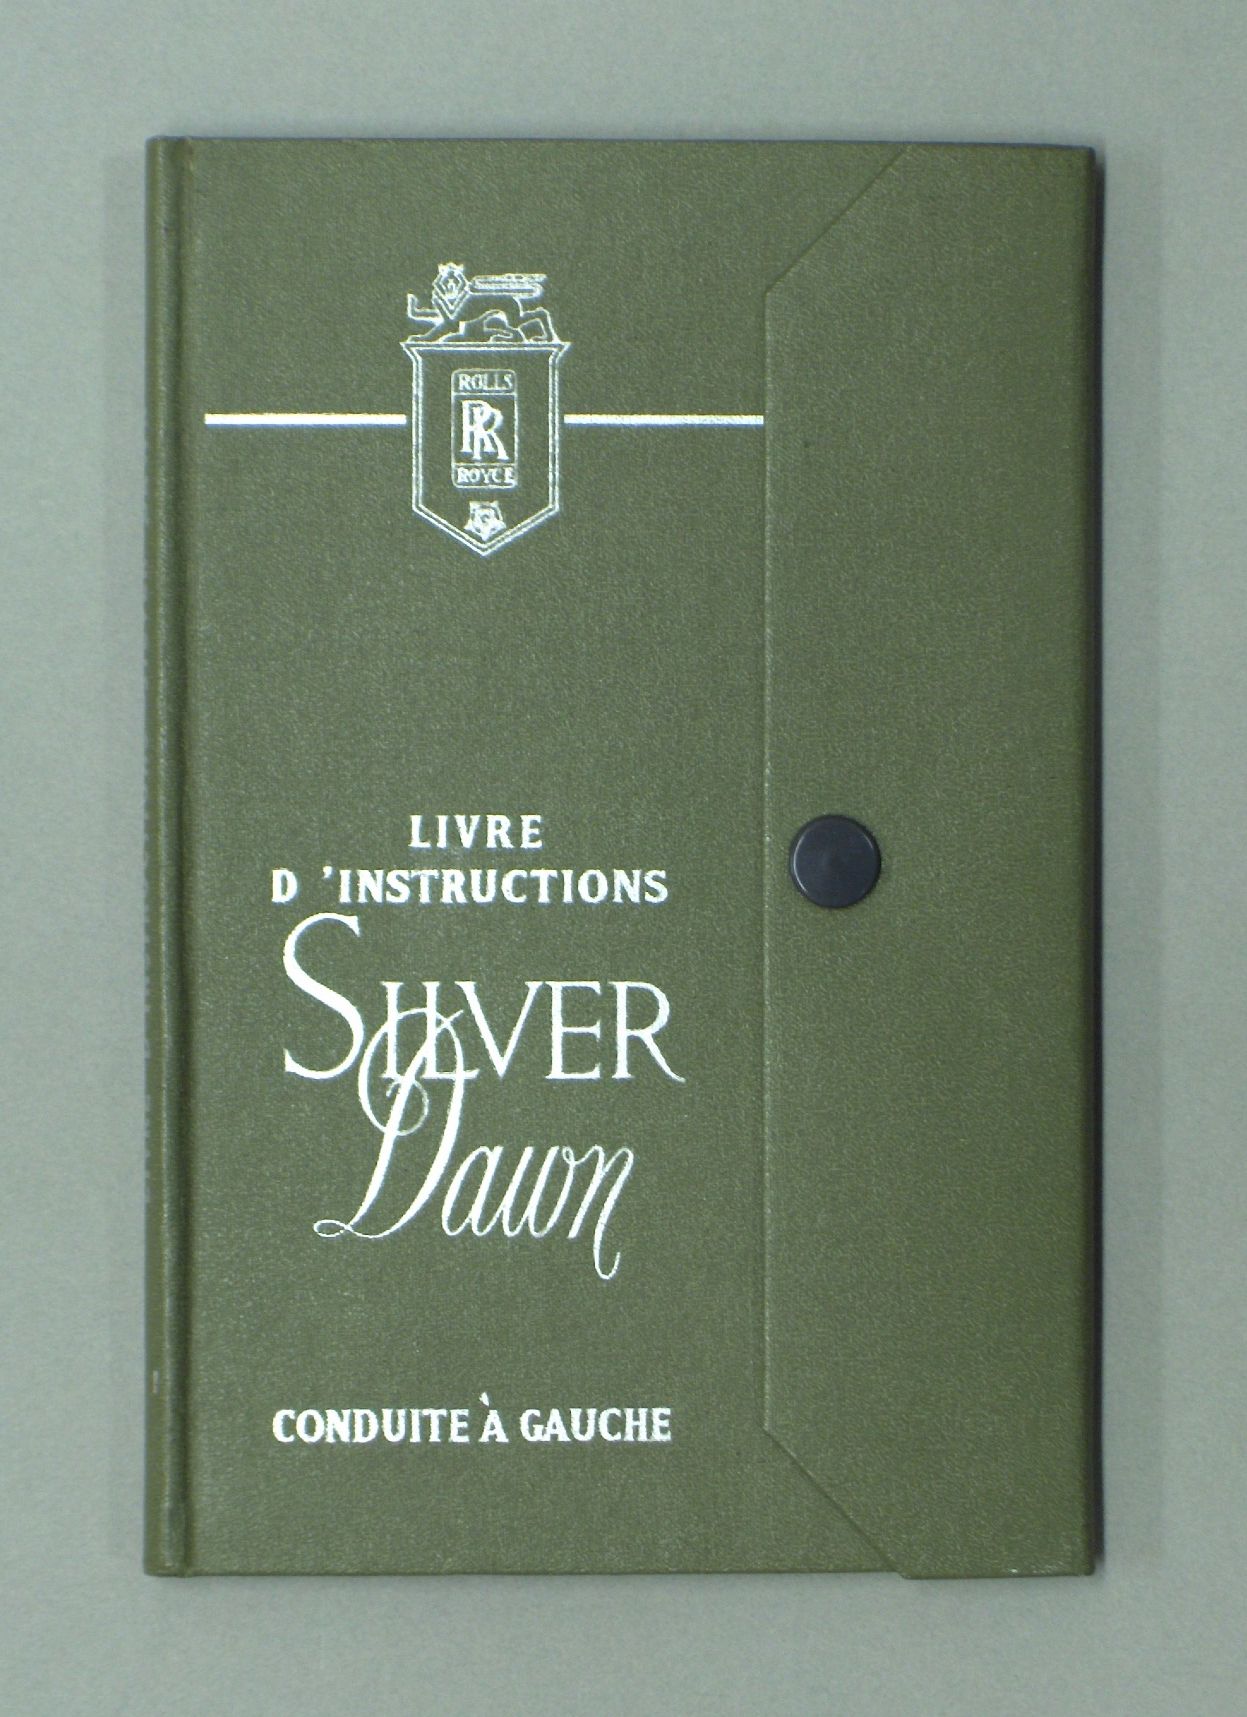 ROLLS
RR
ROYCE
LIVRE
D 'INSTRUCTIONS
SILVER
Dawn
CONDUITE À GAUCHE